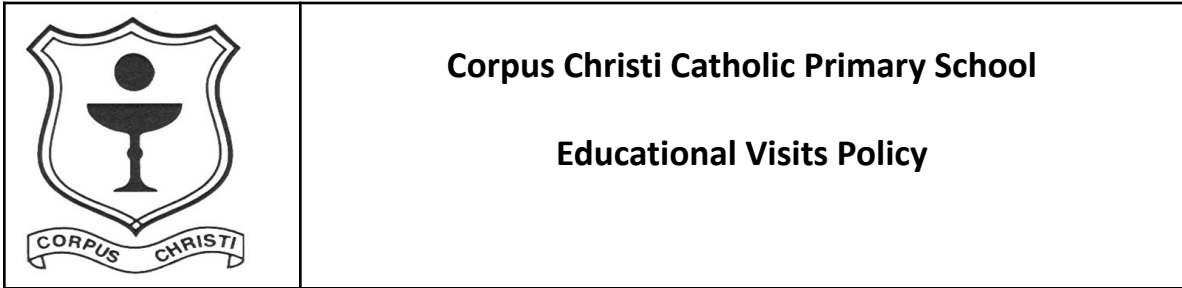 Corpus Christi Catholic Primary School
Educational Visits Policy
CORPUS CHRISTI